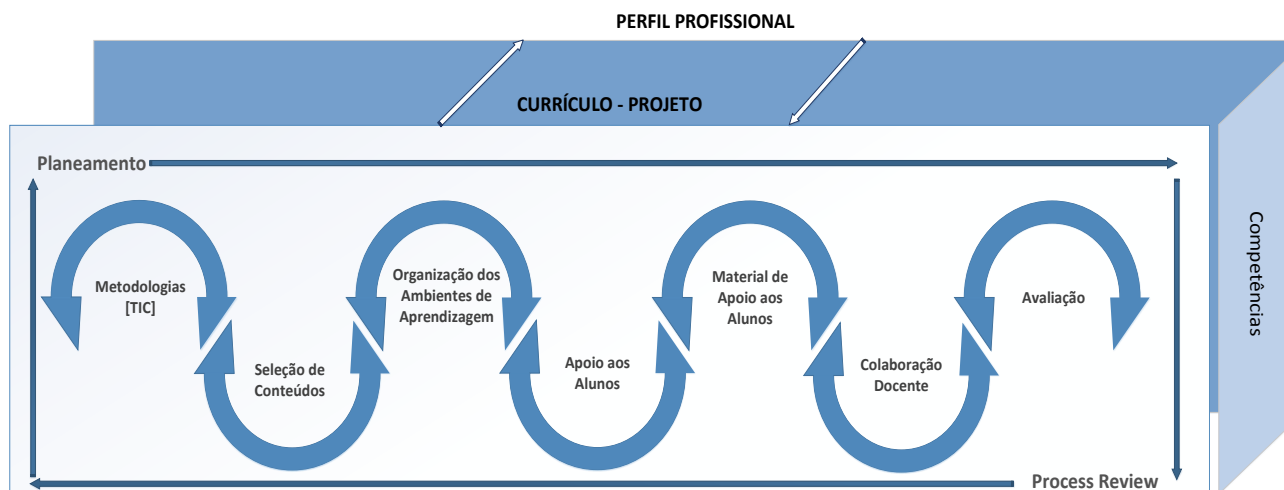 PERFIL PROFISSIONAL
CURRÍCULO - PROJETO
Planeamento
Metodologias
[TIC]
Seleção de
Conteúdos
Organização dos
Ambientes de
Aprendizagem
Apoio aos
Alunos
Material de
Apoio aos
Alunos
Colaboração
Docente
Avaliação
Competências
Process Review